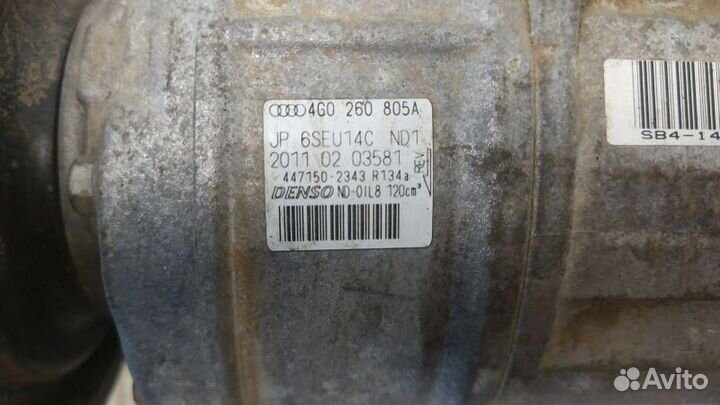 4G0 260 805A
JP 6SEU14C ND1
2011 02 03581
REV
447150-2343 R134a
DENSO ND-OIL8 120cm³
SB4-14
Avito